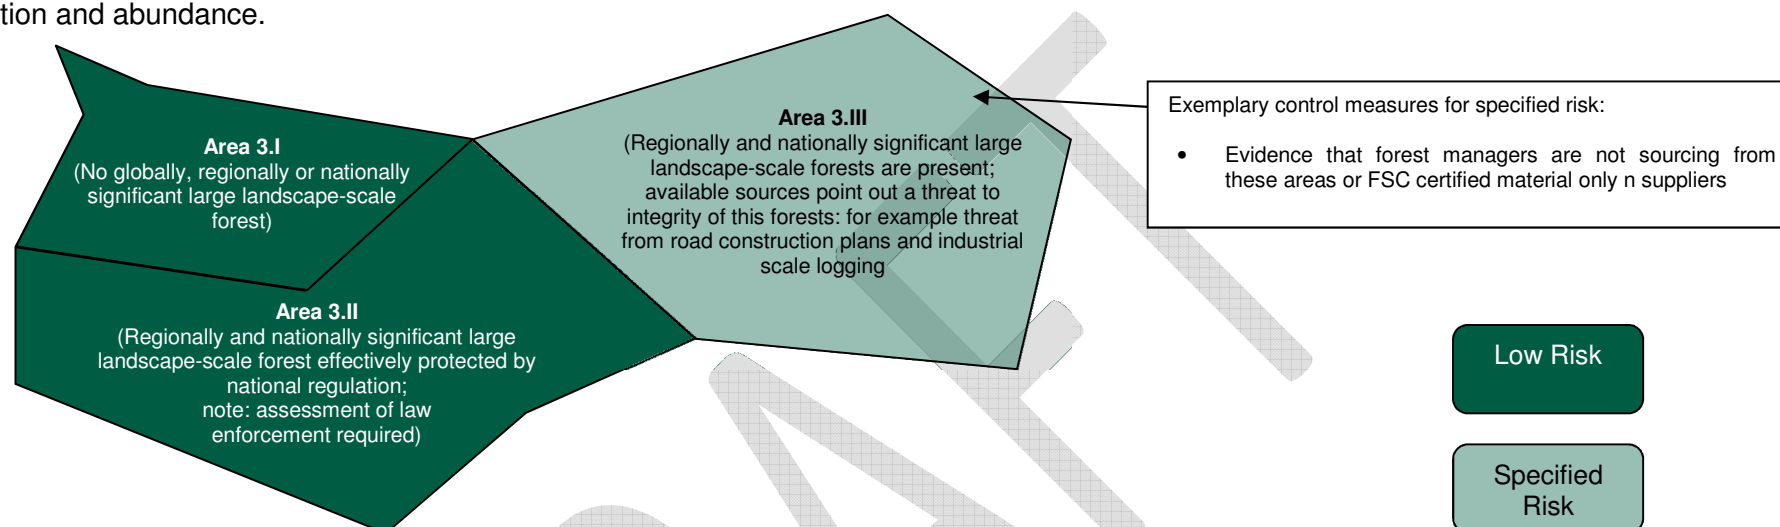 tion and abundance.
Area 3.I
(No globally, regionally or nationally
significant large landscape-scale
forest)
Area 3.II
(Regionally and nationally significant large
landscape-scale forest effectively protected by
national regulation;
note: assessment of law
enforcement required)
Area 3.III
(Regionally and nationally significant large
landscape-scale forests are present;
available sources point out a threat to
integrity of this forests: for example threat
from road construction plans and industrial
scale logging
Exemplary control measures for specified risk:
• Evidence that forest managers are not sourcing from
these areas or FSC certified material only n suppliers
Low Risk
Specified
Risk